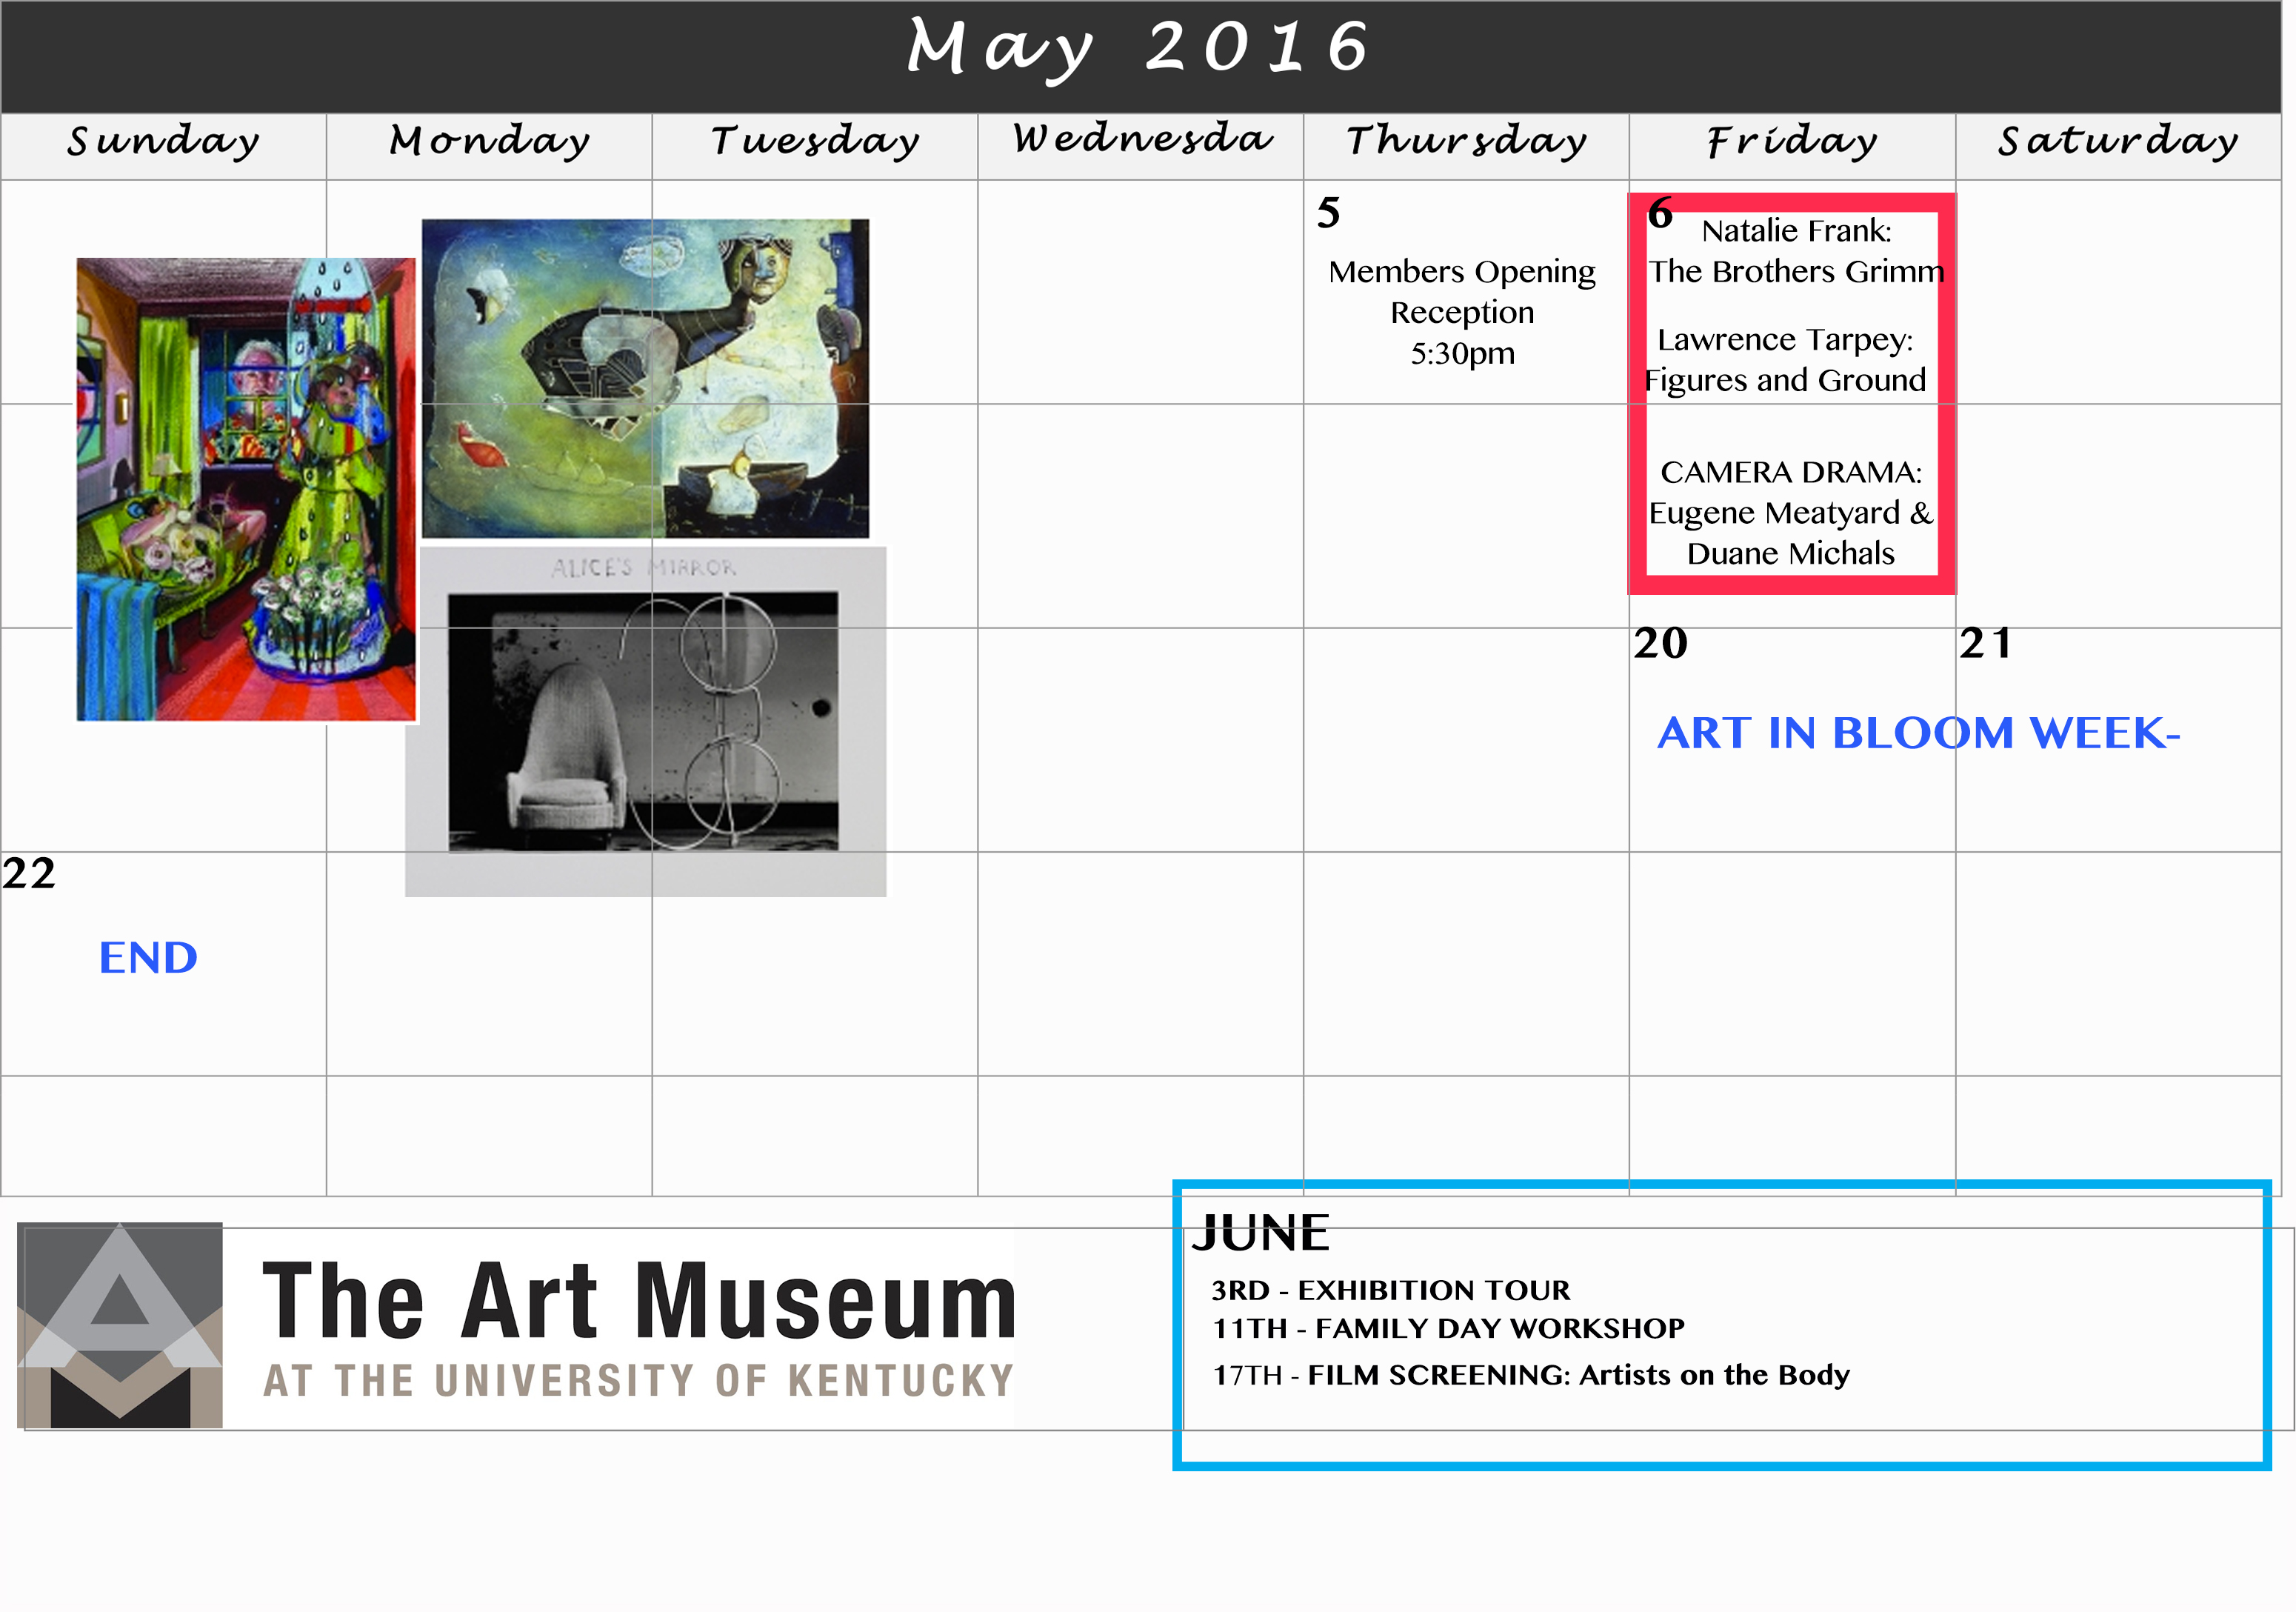 May 2016
Sunday
Monday
Tuesday
Wednesda
Thursday
Friday
Saturday
5
Members Opening
Reception
5:30pm
6
Natalie Frank:
The Brothers Grimm
Lawrence Tarpey:
Figures and Ground
CAMERA DRAMA:
Eugene Meatyard &
Duane Michals
ALICE'S MIRROR
20
21
ART IN BLOOM WEEK-
22
END
The Art Museum
AT THE UNIVERSITY OF KENTUCKY
JUNE
3RD - EXHIBITION TOUR
11TH - FAMILY DAY WORKSHOP
17TH - FILM SCREENING: Artists on the Body